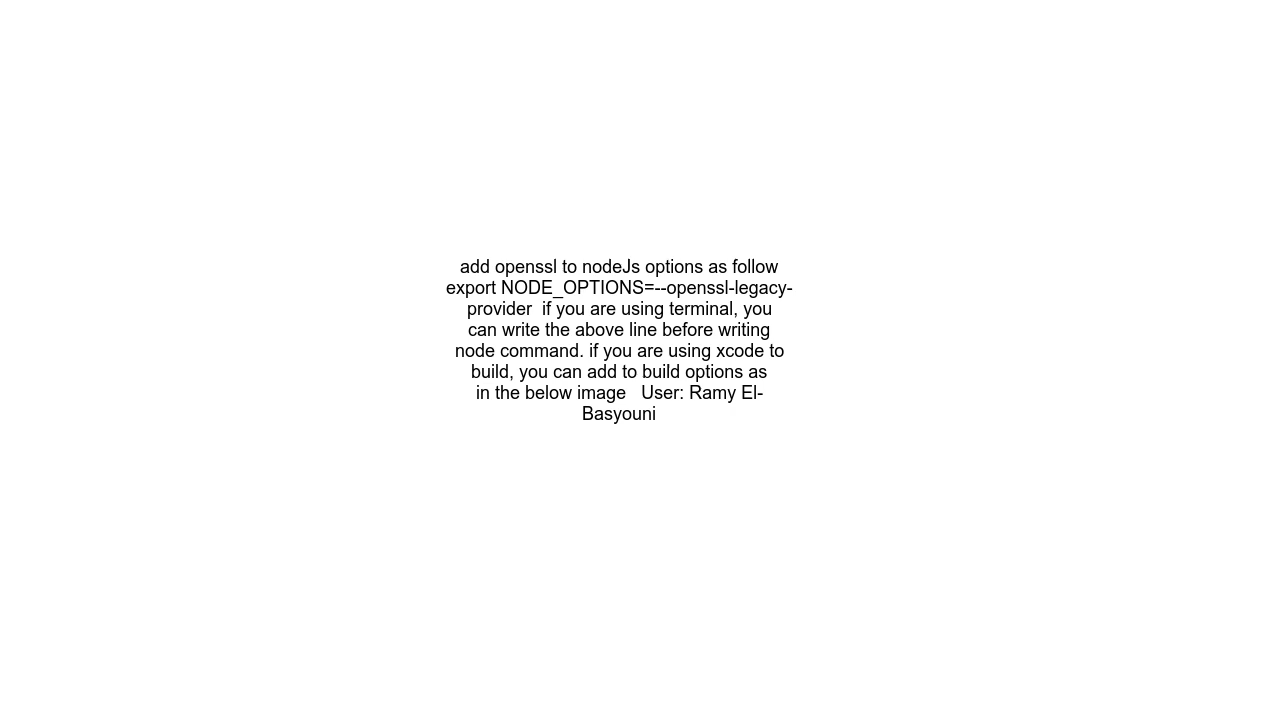 add openssl to nodeJs options as follow
export NODE_OPTIONS=--openssl-legacy-
provider  if you are using terminal, you
can write the above line before writing
node command. if you are using xcode to
build, you can add to build options as
in the below image   User: Ramy El-
Basyouni